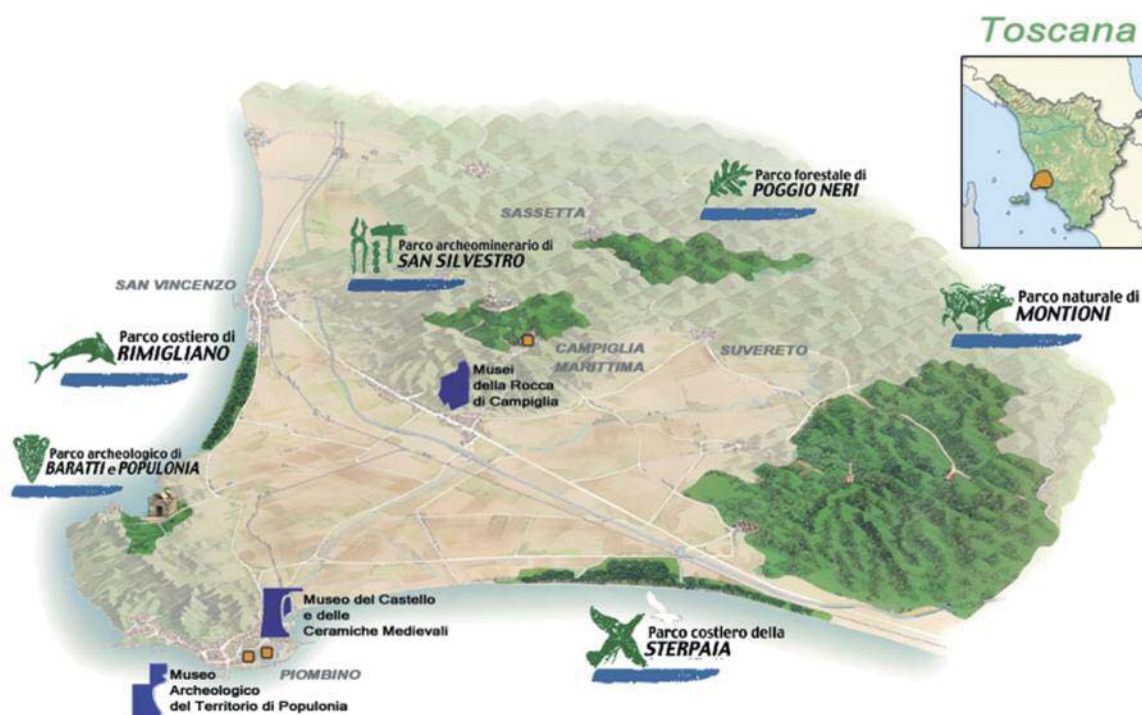 Toscana
Parco forestale di
POGGIO NERI
SASSETTA
Parco archeominerario di
SAN SILVESTRO
SAN VINCENZO
Parco naturale di
MONTIONI
Parco costiero di
RIMIGLIANO
CAMPIGLIA
MARITTIMA
SUVERETO
Musei
della Rocca
di Campiglia
Parco archeologico di
BARATTI e POPULONIA
Museo del Castello
e delle
Ceramiche Medievali
Parco costiero della
STERPAIA
PIOMBINO
Museo
Archeologico
del Territorio di Populonia